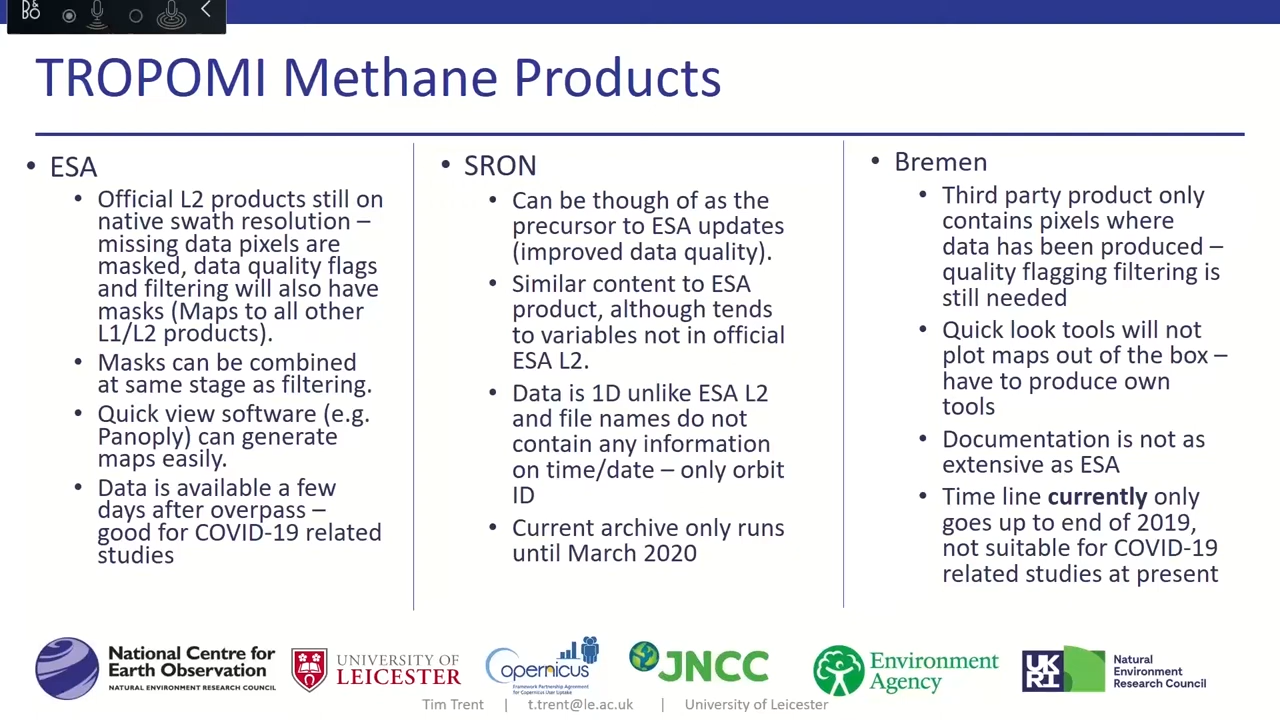 B&O
TROPOMI Methane Products
• ESA
• Official L2 products still on
native swath resolution –
missing data pixels are
masked, data quality flags
and filtering will also have
masks (Maps to all other
L1/L2 products).
• Masks can be combined
at same stage as filtering.
• Quick view software (e.g.
Panoply) can generate
maps easily.
• Data is available a few
days after overpass –
good for COVID-19 related
studies
• SRON
• Can be though of as the
precursor to ESA updates
(improved data quality).
• Similar content to ESA
product, although tends
to variables not in official
ESA L2.
• Data is 1D unlike ESA L2
and file names do not
contain any information
on time/date – only orbit
ID
• Current archive only runs
until March 2020
• Bremen
• Third party product only
contains pixels where
data has been produced –
quality flagging filtering is
still needed
• Quick look tools will not
plot maps out of the box –
have to produce own
tools
• Documentation is not as
extensive as ESA
• Time line currently only
goes up to end of 2019,
not suitable for COVID-19
related studies at present
National Centre for
Earth Observation
NATURAL ENVIRONMENT RESEARCH COUNCIL
UNIVERSITY OF
LEICESTER
Copernicus
Framework Partnership Agreement
for Copernicus User Uptake
JNCC
Environment
Agency
UK
RI
Natural
Environment
Research Council
Tim Trent | t.trent@le.ac.uk | University of Leicester